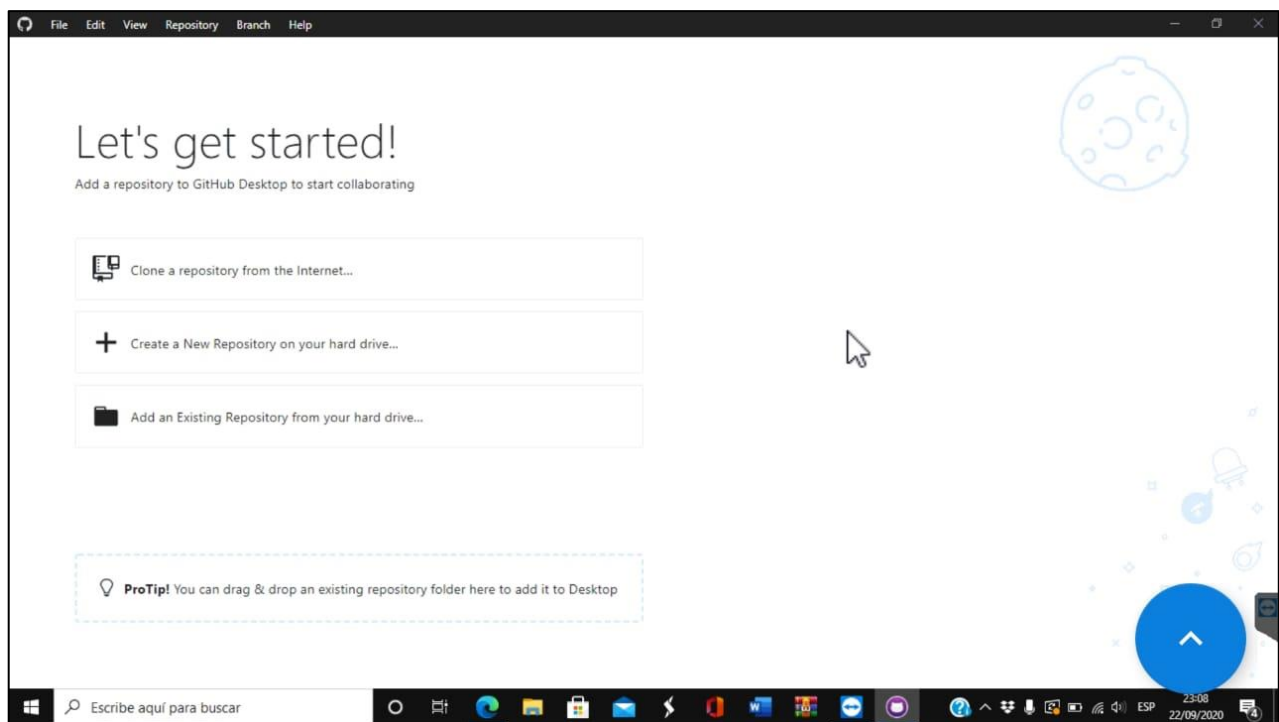 File Edit View Repository Branch Help
Let's get started!
Add a repository to GitHub Desktop to start collaborating
Clone a repository from the Internet...
Create a New Repository on your hard drive...
Add an Existing Repository from your hard drive...
ProTip! You can drag & drop an existing repository folder here to add it to Desktop
Escribe aquí para buscar
ESP
23:08
22/09/2020
4